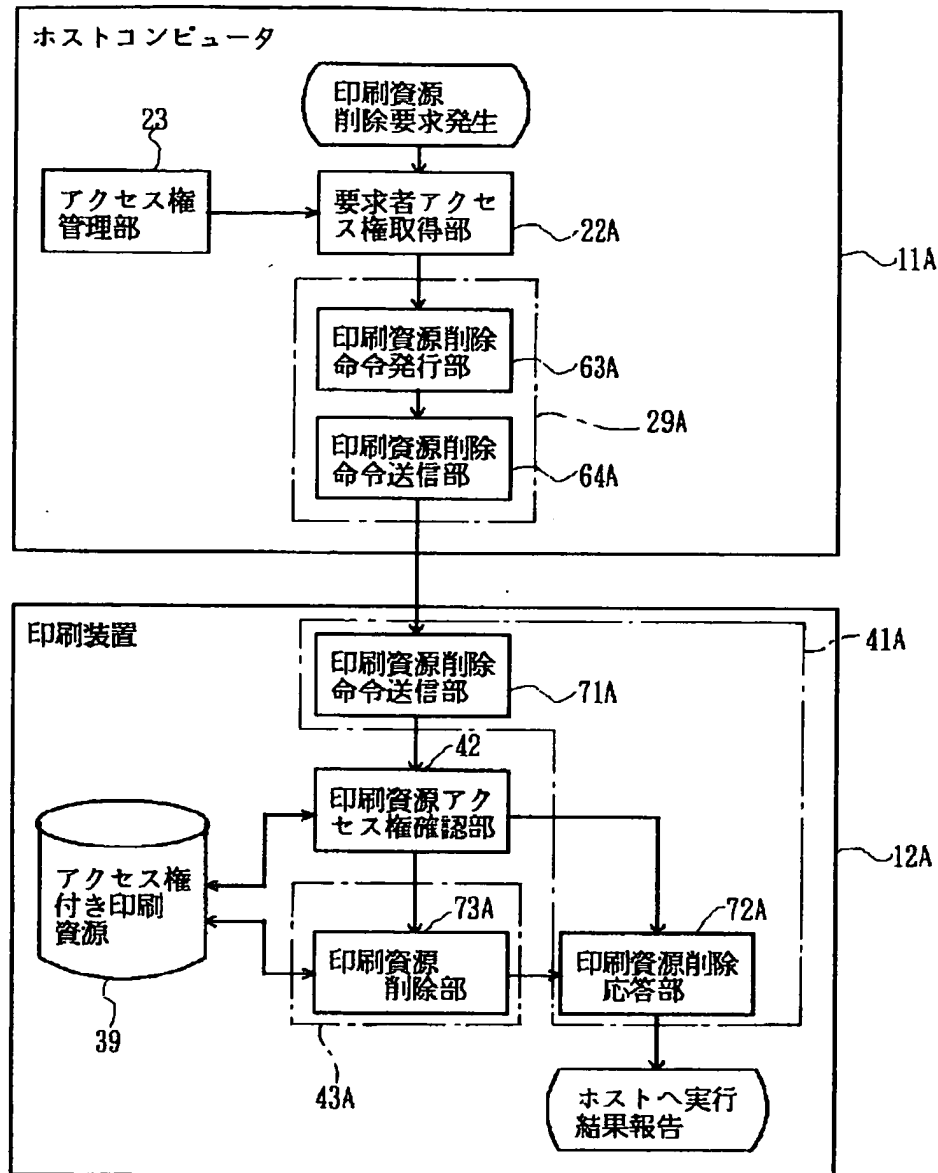 ホストコンピュータ
印刷資源
削除要求発生
23
アクセス権
管理部
要求者アクセ
ス権取得部
22A
11A
印刷資源削除
命令発行部
63A
29A
印刷資源削除
命令送信部
64A
印刷装置
41A
印刷資源削除
命令送信部
71A
42
印刷資源アク
セス権確認部
12A
アクセス権
付き印刷
資源
73A
72A
印刷資源
削除部
印刷資源削除
応答部
39
43A
ホストへ実行
結果報告